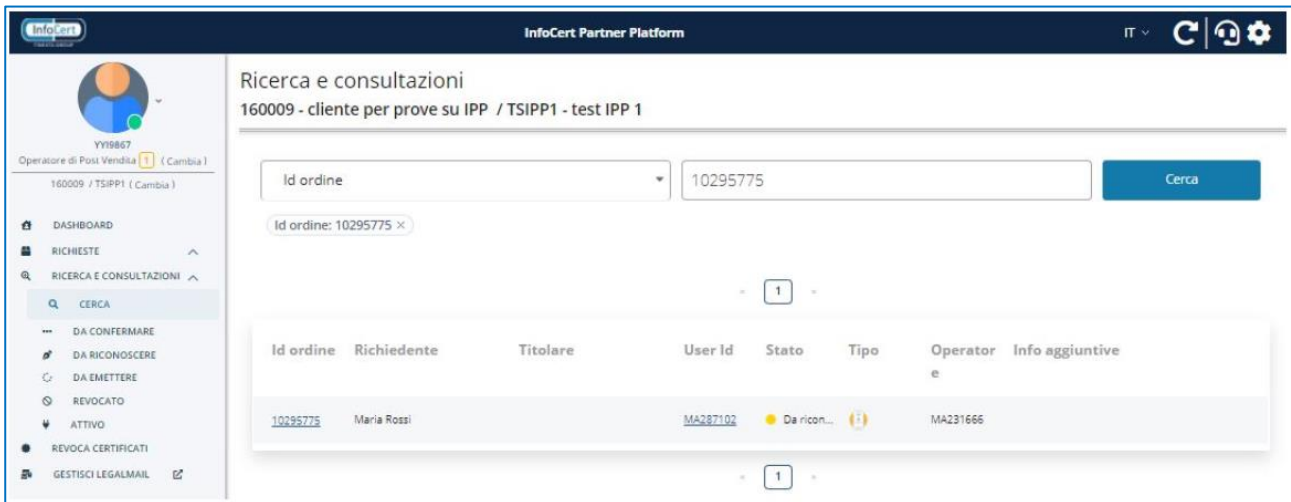 InfoCert
InfoCert Partner Platform
IT
YYI9867
Operatore di Post Vendita 1 ( Cambia )
160009 / TSIPP1 ( Cambia )
DASHBOARD
RICHIESTE
RICERCA E CONSULTAZIONI
CERCA
DA CONFERMARE
DA RICONOSCERE
DA EMETTERE
REVOCATO
ATTIVO
REVOCA CERTIFICATI
GESTISCI LEGALMAIL
Ricerca e consultazioni
160009 - cliente per prove su IPP / TSIPP1 - test IPP 1
Id ordine 10295775 Cerca
Id ordine: 10295775 ×
« 1 »
Id ordine Richiedente Titolare User Id Stato Tipo Operator Info aggiuntive
e
10295775 Maria Rossi MA287102 Da ricon... MA231666
« 1 »